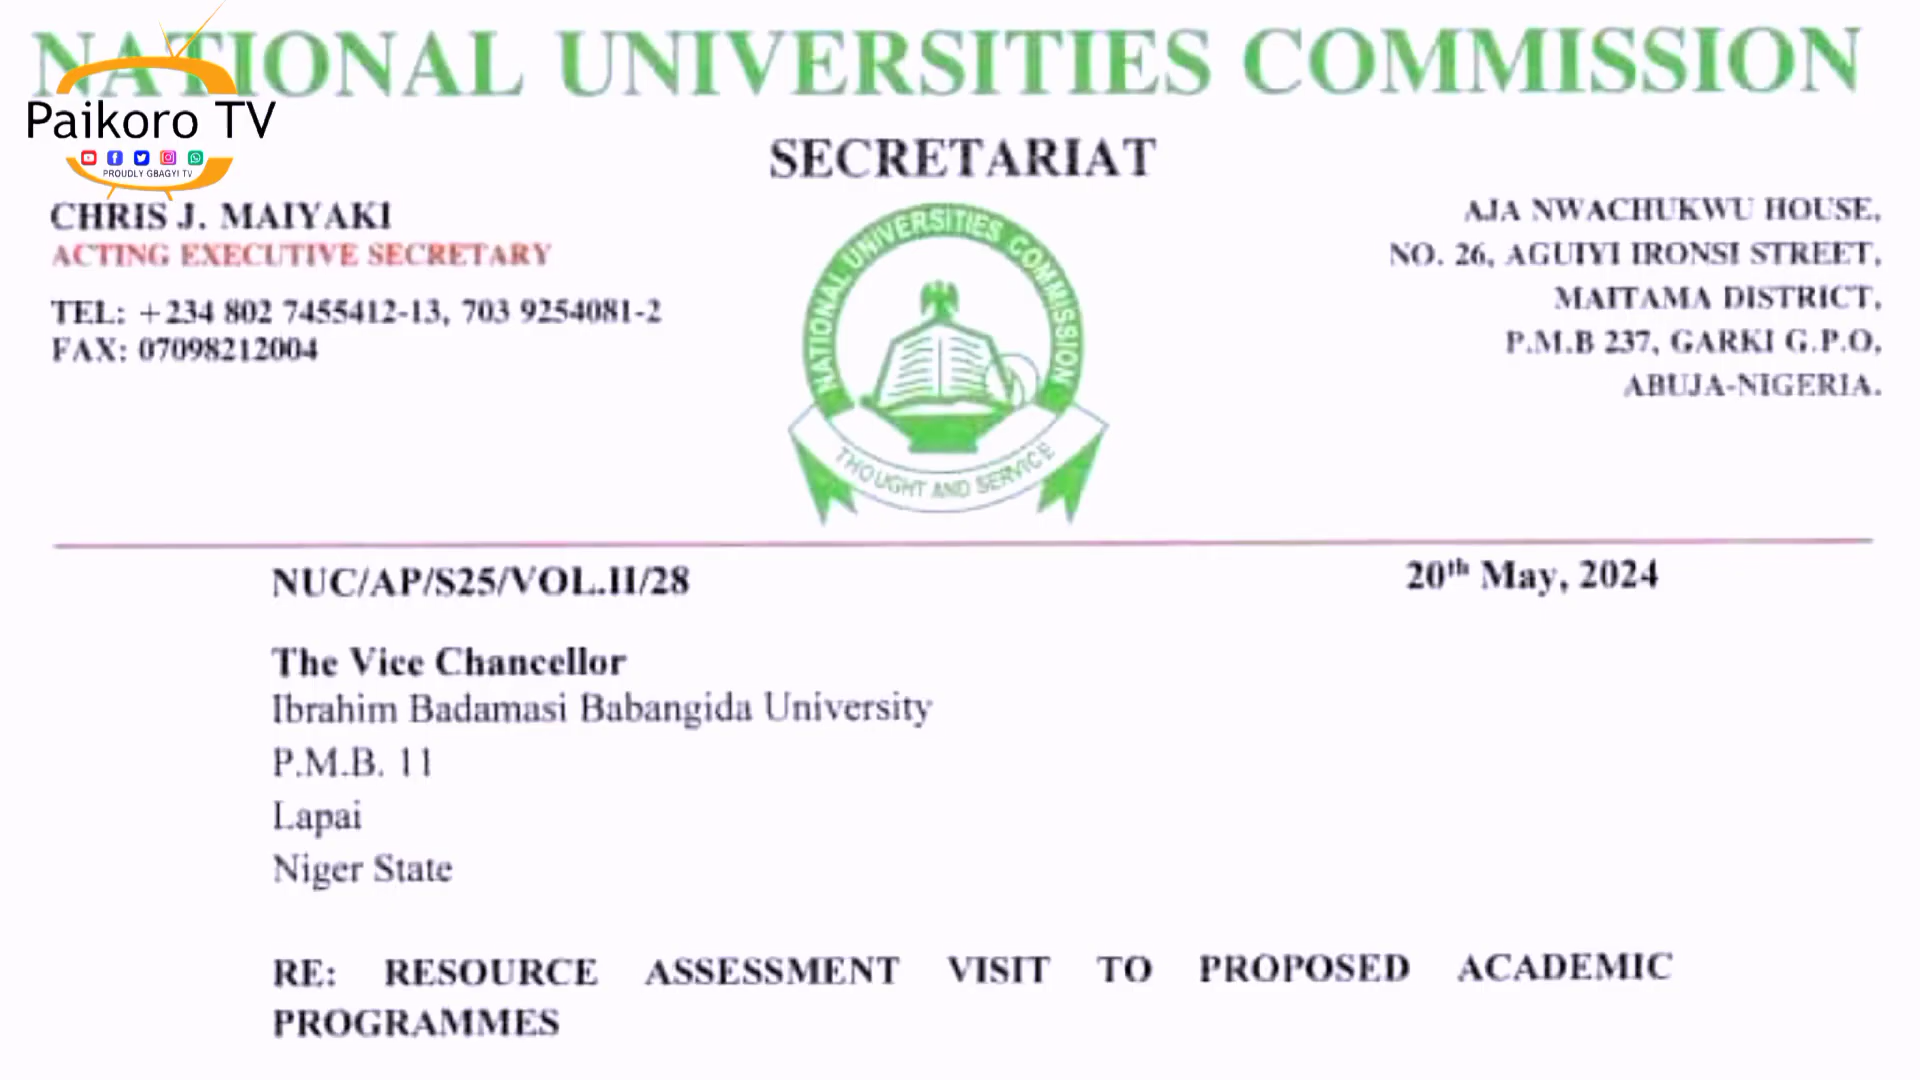 NATIONAL UNIVERSITIES COMMISSION
Paikoro TV
PROUDLY GBAGYI TV
SECRETARIAT
CHRIS J. MAIYAKI
ACTING EXECUTIVE SECRETARY
TEL: +234 802 7455412-13, 703 9254081-2
FAX: 07098212004
NATIONAL UNIVERSITIES COMMISSION
THOUGHT AND SERVICE
AJA NWACHUKWU HOUSE,
NO. 26, AGUIYI IRONSI STREET,
MAITAMA DISTRICT,
P.M.B 237, GARKI G.P.O,
ABUJA-NIGERIA.
NUC/AP/S25/VOL.II/28
20th May, 2024
The Vice Chancellor
Ibrahim Badamasi Babangida University
P.M.B. 11
Lapai
Niger State
RE: RESOURCE ASSESSMENT VISIT TO PROPOSED ACADEMIC
PROGRAMMES